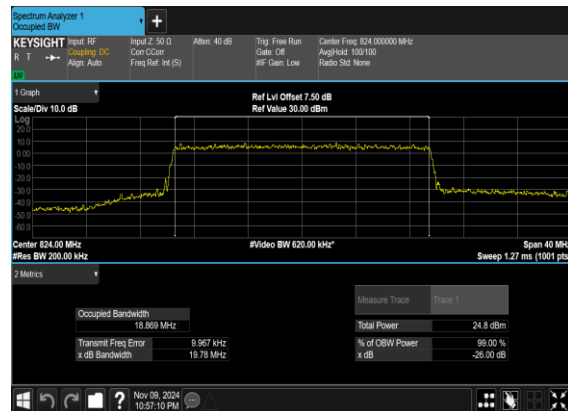 Spectrum Analyzer 1
Occupied BW
KEYSIGHT
R T
LW
Input: RF
Coupling: DC
Align: Auto
Input Z: 50 Ω
Corr CCorr
Freq Ref: Int (S)
Atten: 40 dB
Trig: Free Run
Gate: Off
#IF Gain: Low
Center Freq: 824.000000 MHz
Avg|Hold: 100/100
Radio Std: None
1 Graph
Scale/Div 10.0 dB
Ref Lvl Offset 7.50 dB
Ref Value 30.00 dBm
Log
20.0
10.0
0.00
-10.0
-20.0
-30.0
-40.0
-50.0
-60.0
Center 824.00 MHz
#Res BW 200.00 kHz
#Video BW 620.00 kHz*
Span 40 MHz
Sweep 1.27 ms (1001 pts)
2 Metrics
Measure Trace
Trace 1
Occupied Bandwidth
18.869 MHz
Total Power
24.8 dBm
Transmit Freq Error
9.967 kHz
% of OBW Power
99.00 %
x dB Bandwidth
19.78 MHz
x dB
-26.00 dB
?
Nov 09, 2024
10:57:10 PM